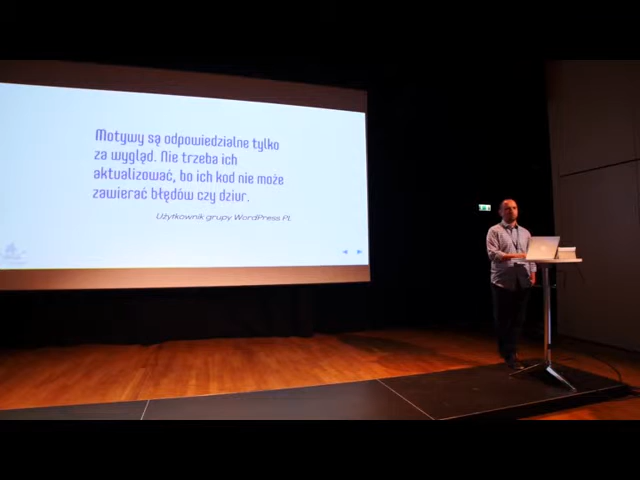 Motywy są odpowiedzialne tylko
za wygląd. Nie trzeba ich
aktualizować, bo ich kod nie może
zawierać błędów czy dziur.
Użytkownik grupy WordPress PL